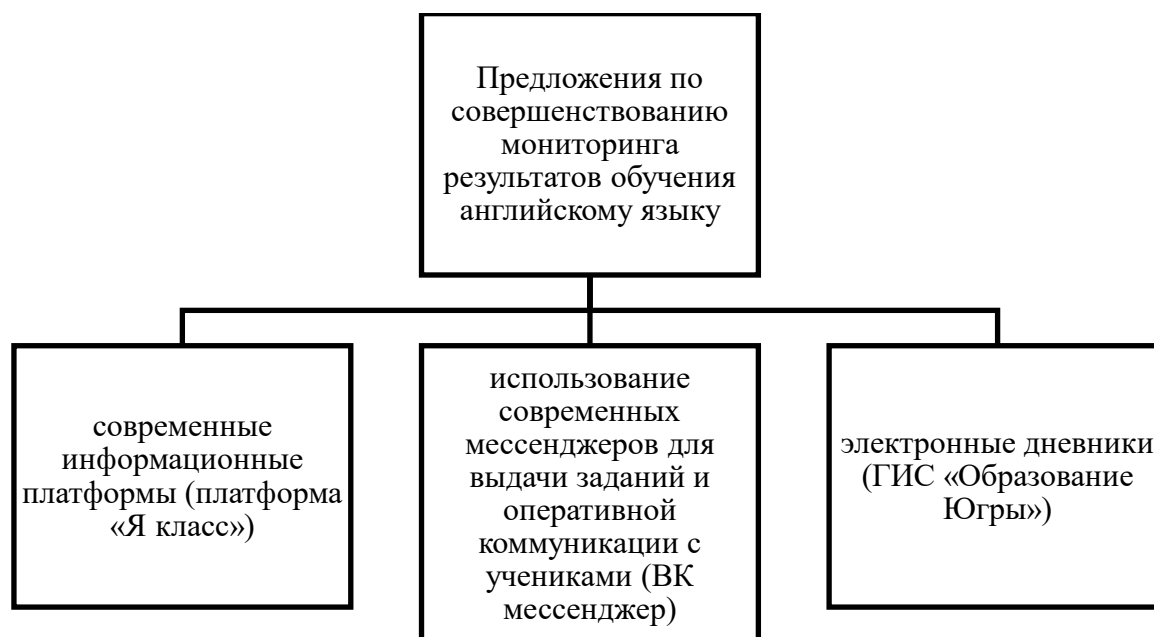 Предложения по
совершенствованию
мониторинга
результатов обучения
английскому языку
современные
информационные
платформы (платформа
«Я класс»)
использование
современных
мессенджеров для
выдачи заданий и
оперативной
коммуникации с
учениками (ВК
мессенджер)
электронные дневники
(ГИС «Образование
Югры»)